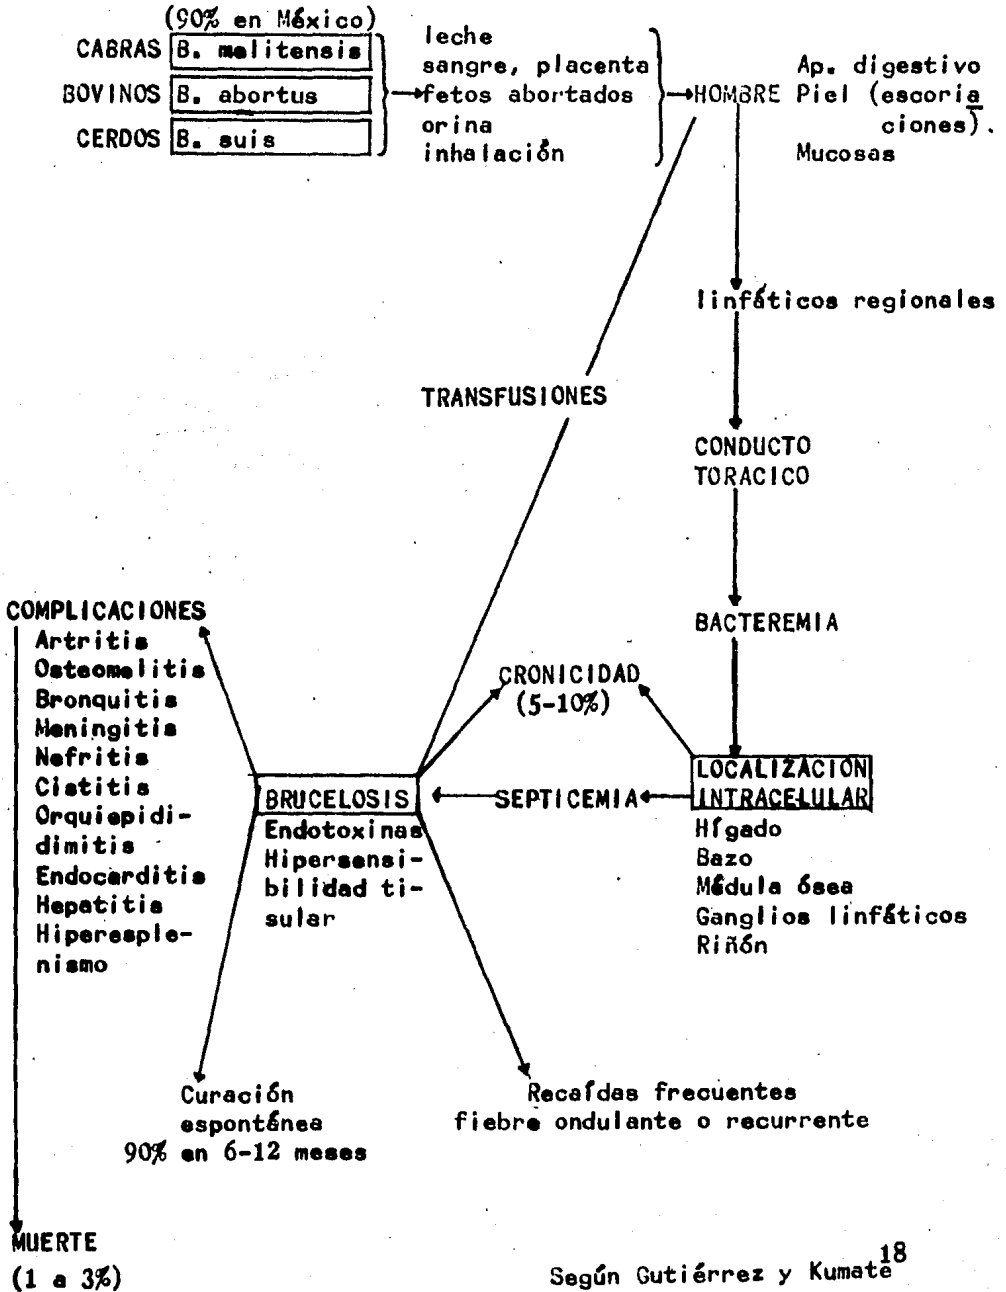 (90% en México)
CABRAS B. melitensis
BOVINOS B. abortus
CERDOS B. suis
leche
sangre, placenta
fetos abortados
orina
inhalación
HOMBRE
Ap. digestivo
Piel (escoria
ciones).
Mucosas
linfáticos regionales
TRANSFUSIONES
CONDUCTO
TORACICO
BACTEREMIA
COMPLICACIONES
Artritis
Osteomelitis
Bronquitis
Meningitis
Nefritis
Cistitis
Orquiepidi-
dimitis
Endocarditis
Hepatitis
Hiperesple-
nismo
CRONICIDAD
(5-10%)
LOCALIZACIÓN
INTRACELULAR
Hígado
Bazo
Médula ósea
Ganglios linfáticos
Riñón
SEPTICEMIA
BRUCELOSIS
Endotoxinas
Hipersensi-
bilidad ti-
sular
Curación
espontánea
90% en 6-12 meses
Recaídas frecuentes
fiebre ondulante o recurrente
MUERTE
(1 a 3%)
Según Gutiérrez y Kumate 18